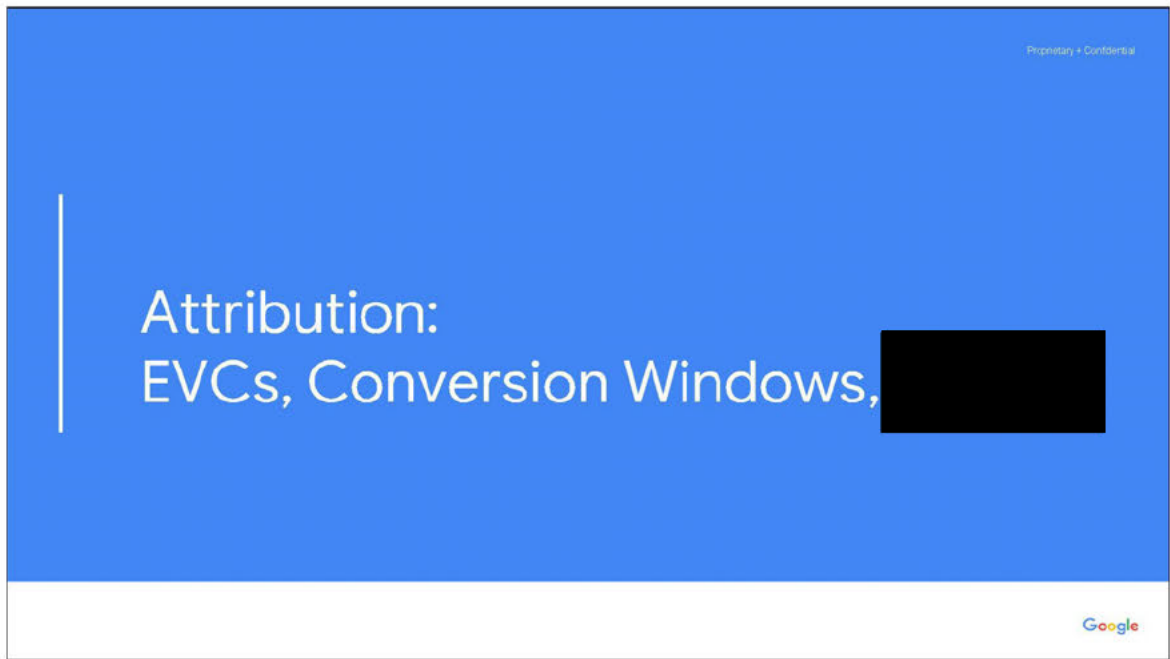 Proprietary + Confidential
Attribution:
EVCs, Conversion Windows,
Google